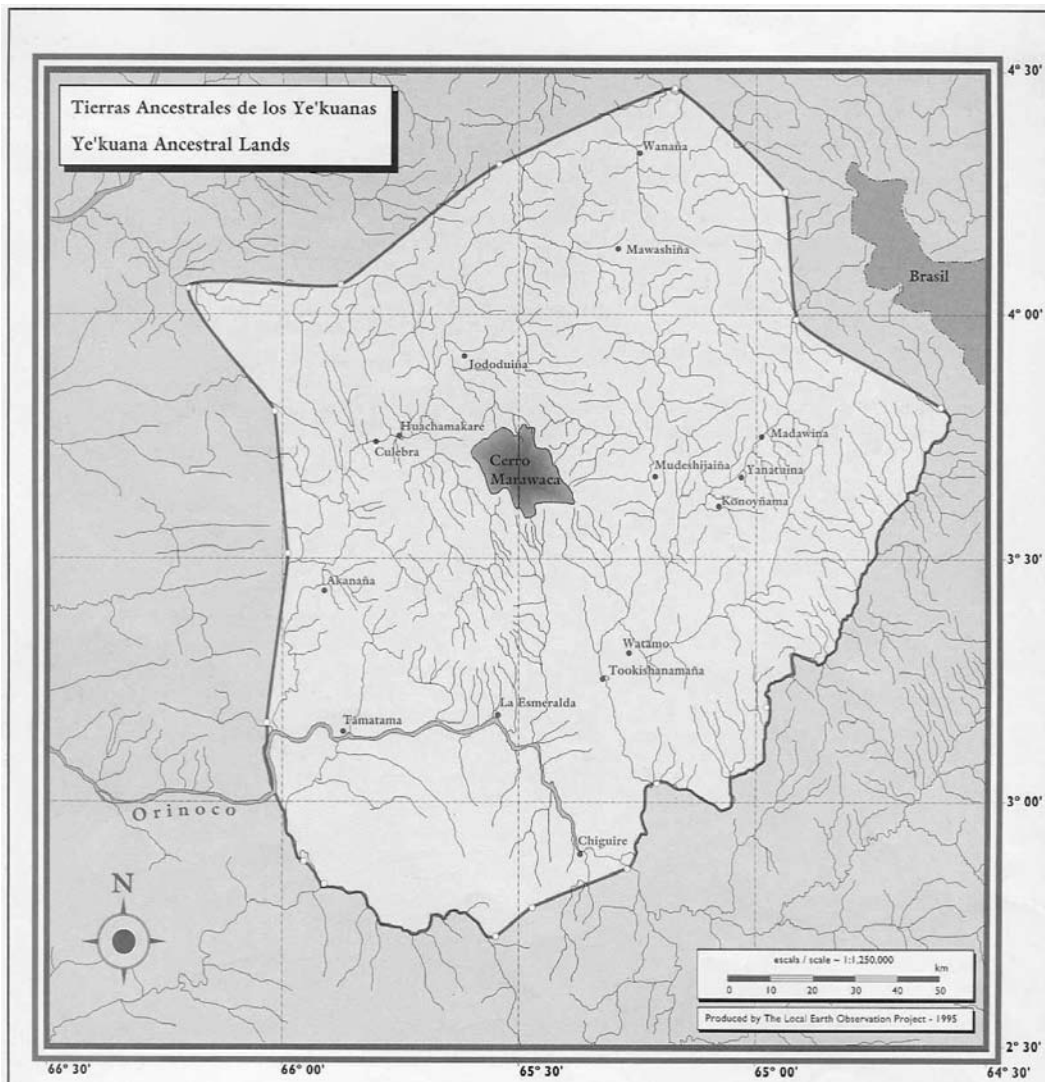 Tierras Ancestrales de los Ye'kuanas
Ye'kuana Ancestral Lands
4° 30'
Wanaña
Mawashiña
Brasil
4° 00'
Jododuiña
Huachamakare
Culebra
Cerro
Marawaca
Madawina
Mudeshijaiña
Yanatuina
Konoyñama
3° 30'
Akanaña
Watamo
Tookishanamaña
La Esmeralda
Tamatama
3° 00'
Orinoco
Chiguire
N
escala / scale ~ 1:1,250,000
km
0 10 20 30 40 50
Produced by The Local Earth Observation Project - 1995
2° 30'
66° 30' 66° 00' 65° 30' 65° 00' 64° 30'